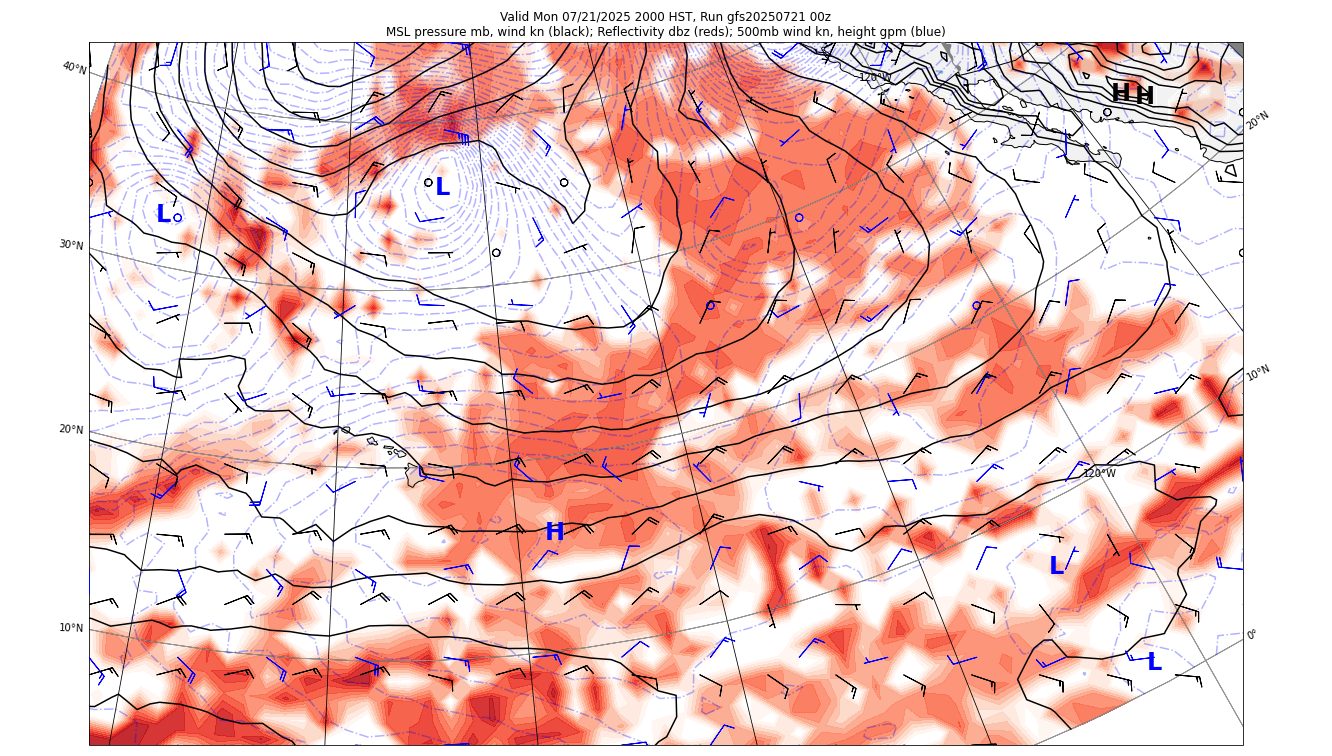 Valid Mon 07/21/2025 2000 HST, Run gfs20250721 00z
MSL pressure mb, wind kn (black); Reflectivity dbz (reds); 500mb wind kn, height gpm (blue)
40°N
120°W
H H
20°N
L
L
30°N
10°N
20°N
120°W
H
L
10°N
0°
L